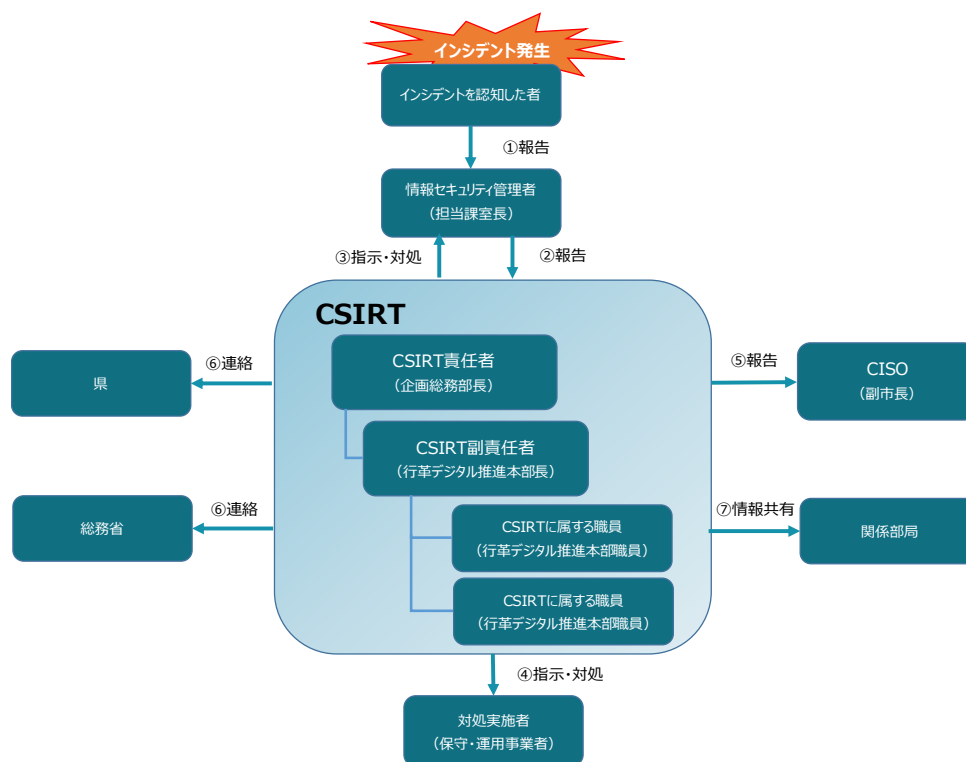 インシデント発生
インシデントを認知した者
①報告
情報セキュリティ管理者
（担当課室長）
③指示・対処
②報告
CSIRT
CSIRT責任者
（企画総務部長）
⑥連絡
県
⑤報告
CISO
（副市長）
CSIRT副責任者
（行革デジタル推進本部長）
⑥連絡
総務省
⑦情報共有
関係部局
CSIRTに属する職員
（行革デジタル推進本部職員）
CSIRTに属する職員
（行革デジタル推進本部職員）
④指示・対処
対処実施者
（保守・運用事業者）